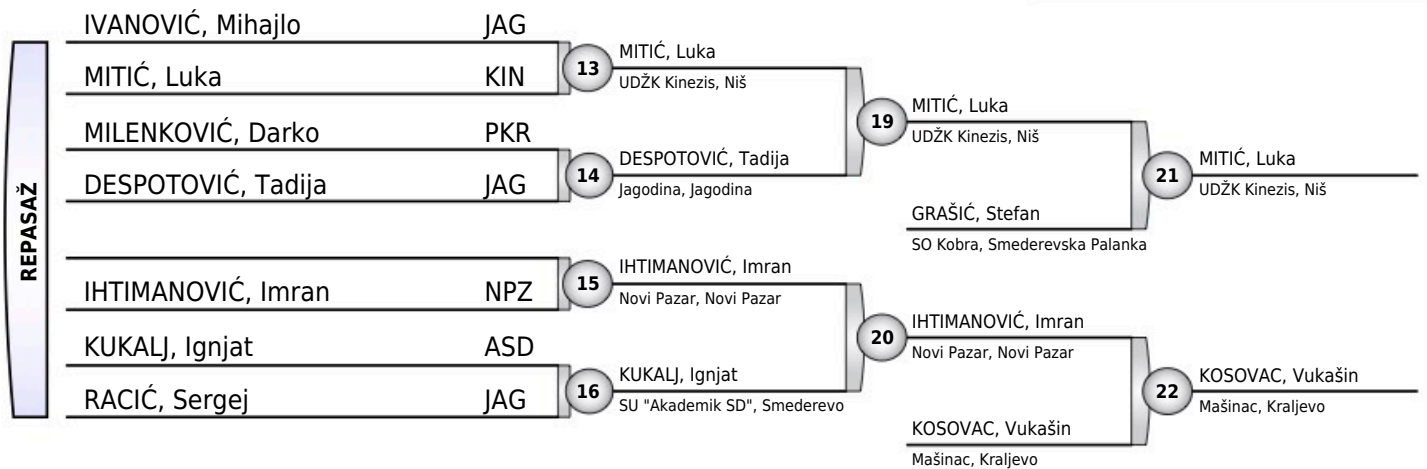 REPASAŽ
IVANOVIĆ, Mihajlo JAG
MITIĆ, Luka KIN
MILENKOVIĆ, Darko PKR
DESPOTOVIĆ, Tadija JAG
IHTIMANOVIĆ, Imran NPZ
KUKALJ, Ignjat ASD
RACIĆ, Sergej JAG
13
MITIĆ, Luka
UDŽK Kinezis, Niš
14
DESPOTOVIĆ, Tadija
Jagodina, Jagodina
15
IHTIMANOVIĆ, Imran
Novi Pazar, Novi Pazar
16
KUKALJ, Ignjat
SU "Akademik SD", Smederevo
19
MITIĆ, Luka
UDŽK Kinezis, Niš
GRAŠIĆ, Stefan
SO Kobra, Smederevska Palanka
20
IHTIMANOVIĆ, Imran
Novi Pazar, Novi Pazar
KOSOVAC, Vukašin
Mašinac, Kraljevo
21
MITIĆ, Luka
UDŽK Kinezis, Niš
22
KOSOVAC, Vukašin
Mašinac, Kraljevo